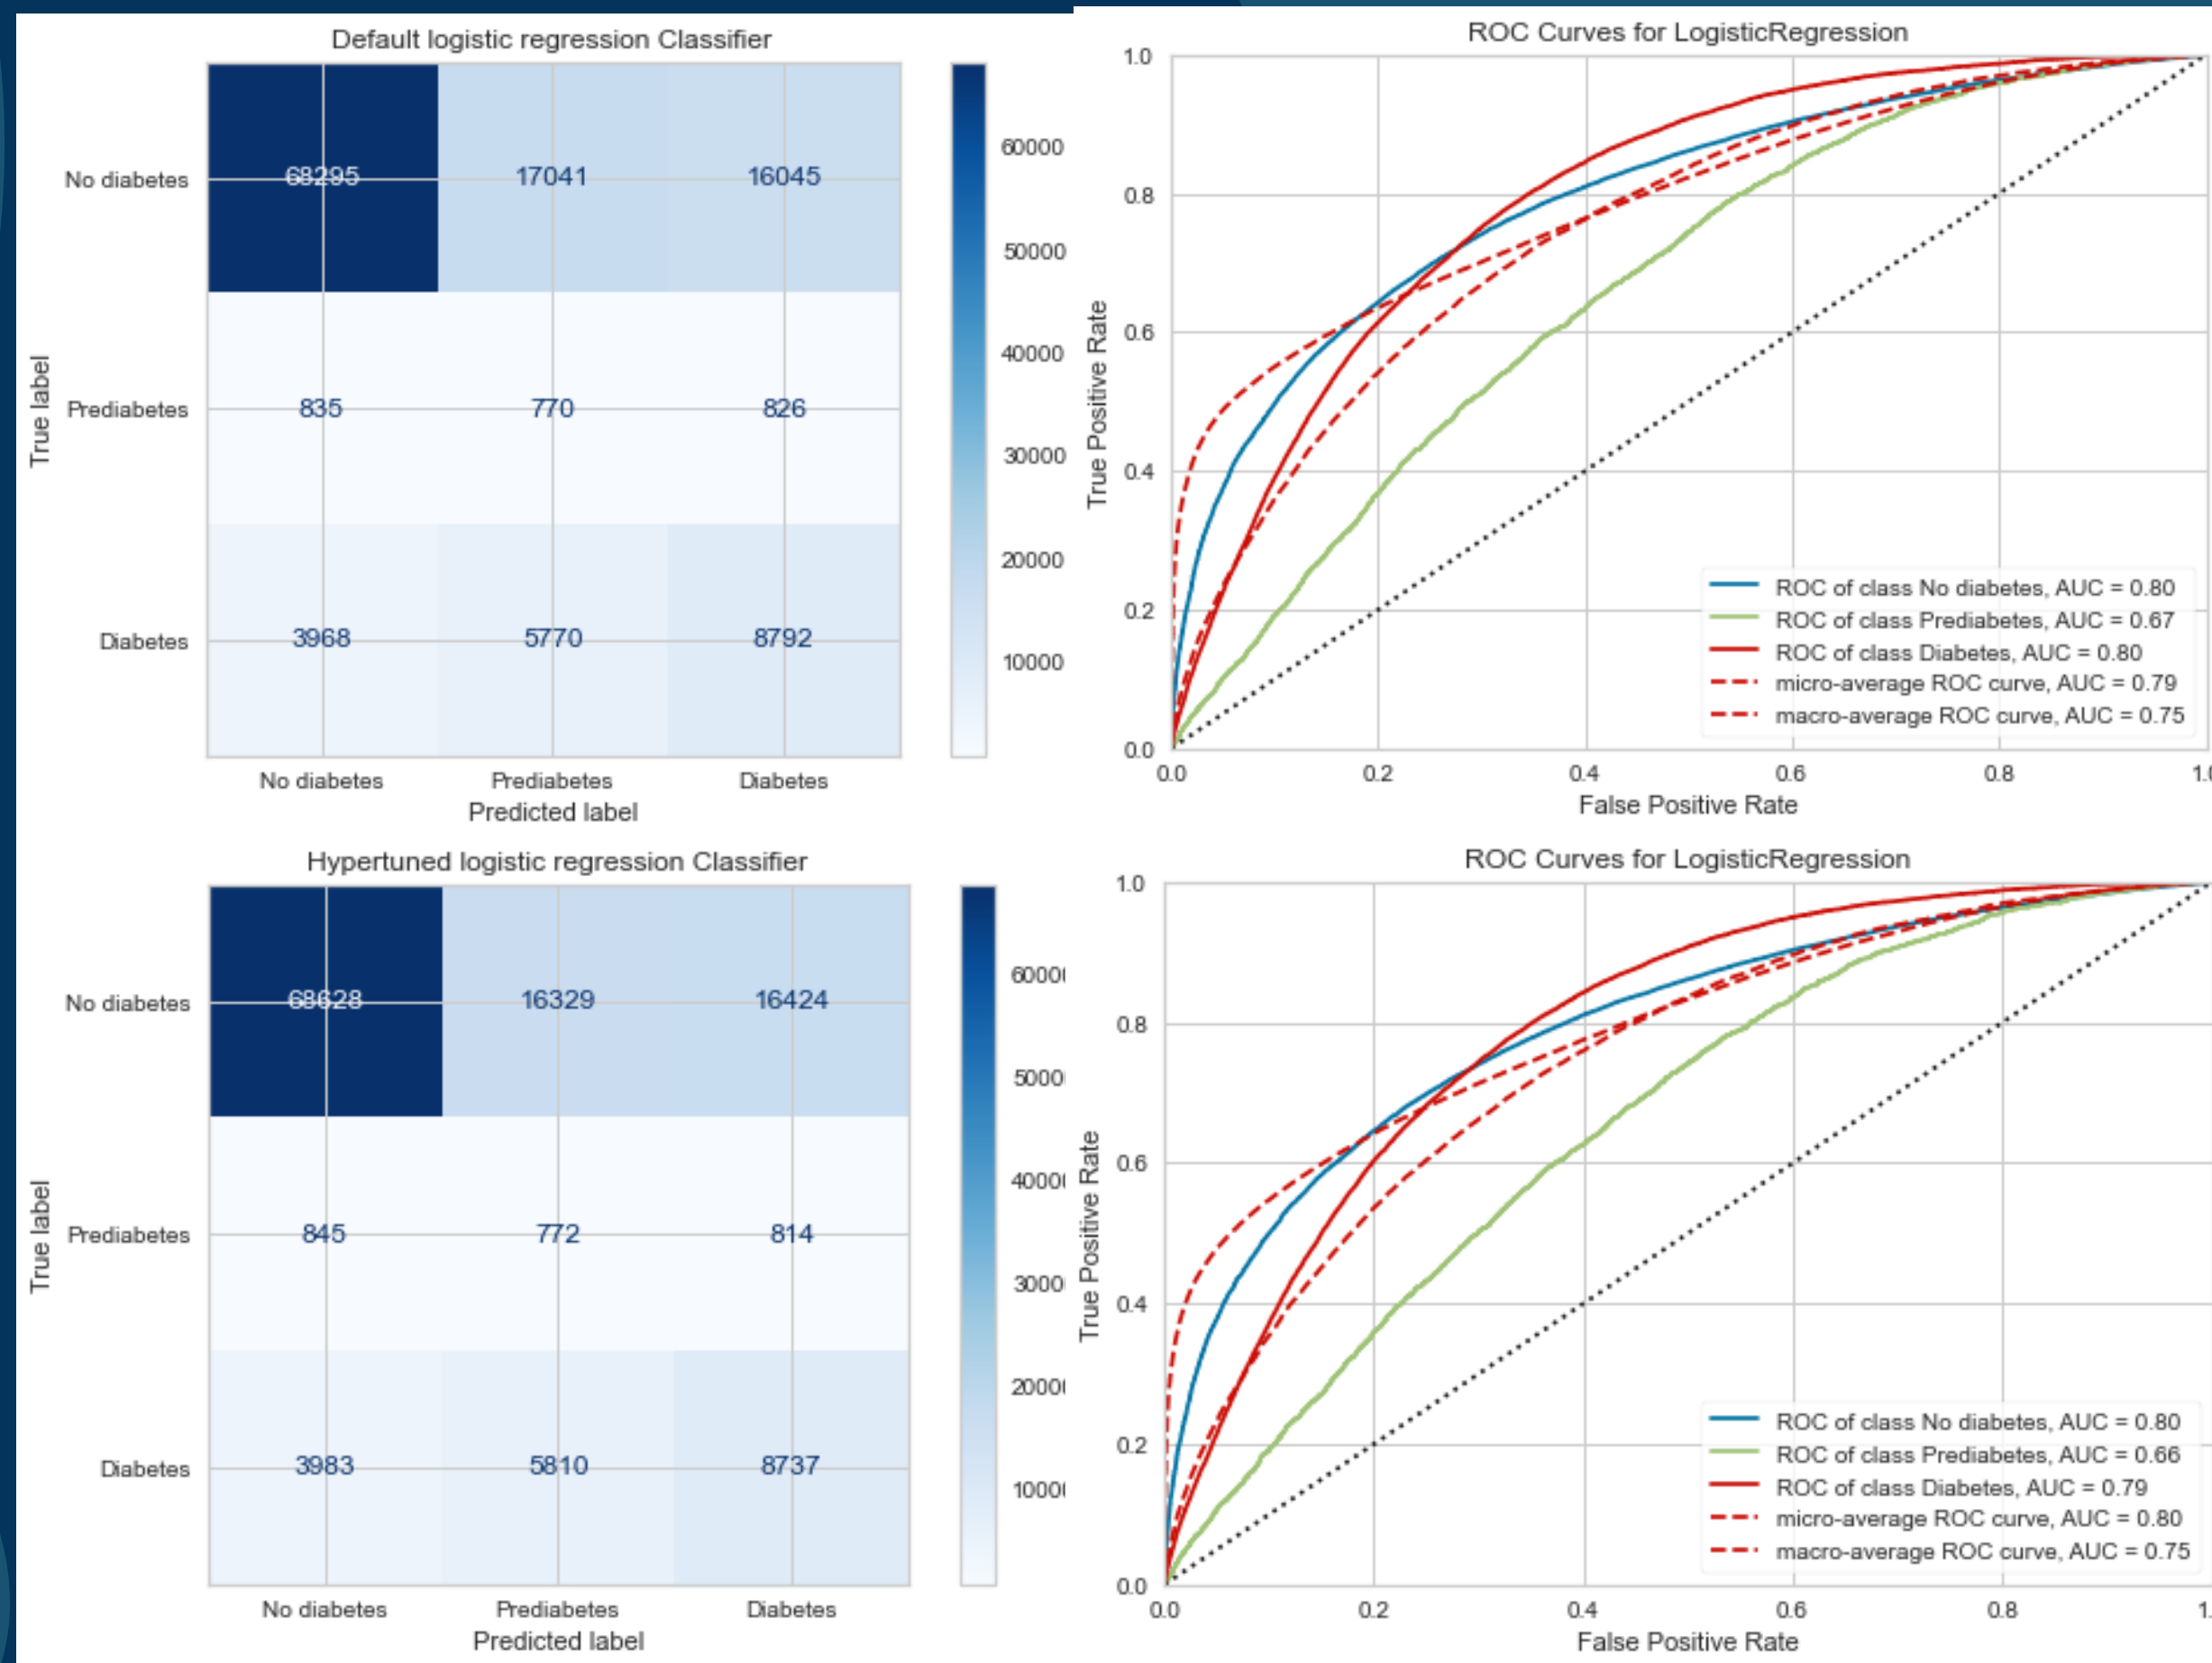 Default logistic regression Classifier
60000
No diabetes 68295 17041 16045
50000
40000
True label
Prediabetes 835 770 826
30000
20000
Diabetes 3968 5770 8792
10000
No diabetes Prediabetes Diabetes
Predicted label
ROC Curves for LogisticRegression
1.0
0.8
0.6
True Positive Rate
0.4
0.2
0.0
ROC of class No diabetes, AUC = 0.80
ROC of class Prediabetes, AUC = 0.67
ROC of class Diabetes, AUC = 0.80
micro-average ROC curve, AUC = 0.79
macro-average ROC curve, AUC = 0.75
0.0 0.2 0.4 0.6 0.8
False Positive Rate
Hypertuned logistic regression Classifier
No diabetes 68628 16329 16424
True label
Prediabetes 845 772 814
Diabetes 3983 5810 8737
No diabetes Prediabetes Diabetes
Predicted label
ROC Curves for LogisticRegression
1.0
0.8
0.6
True Positive Rate
0.4
0.2
0.0
ROC of class No diabetes, AUC = 0.80
ROC of class Prediabetes, AUC = 0.66
ROC of class Diabetes, AUC = 0.79
micro-average ROC curve, AUC = 0.80
macro-average ROC curve, AUC = 0.75
0.0 0.2 0.4 0.6 0.8
False Positive Rate